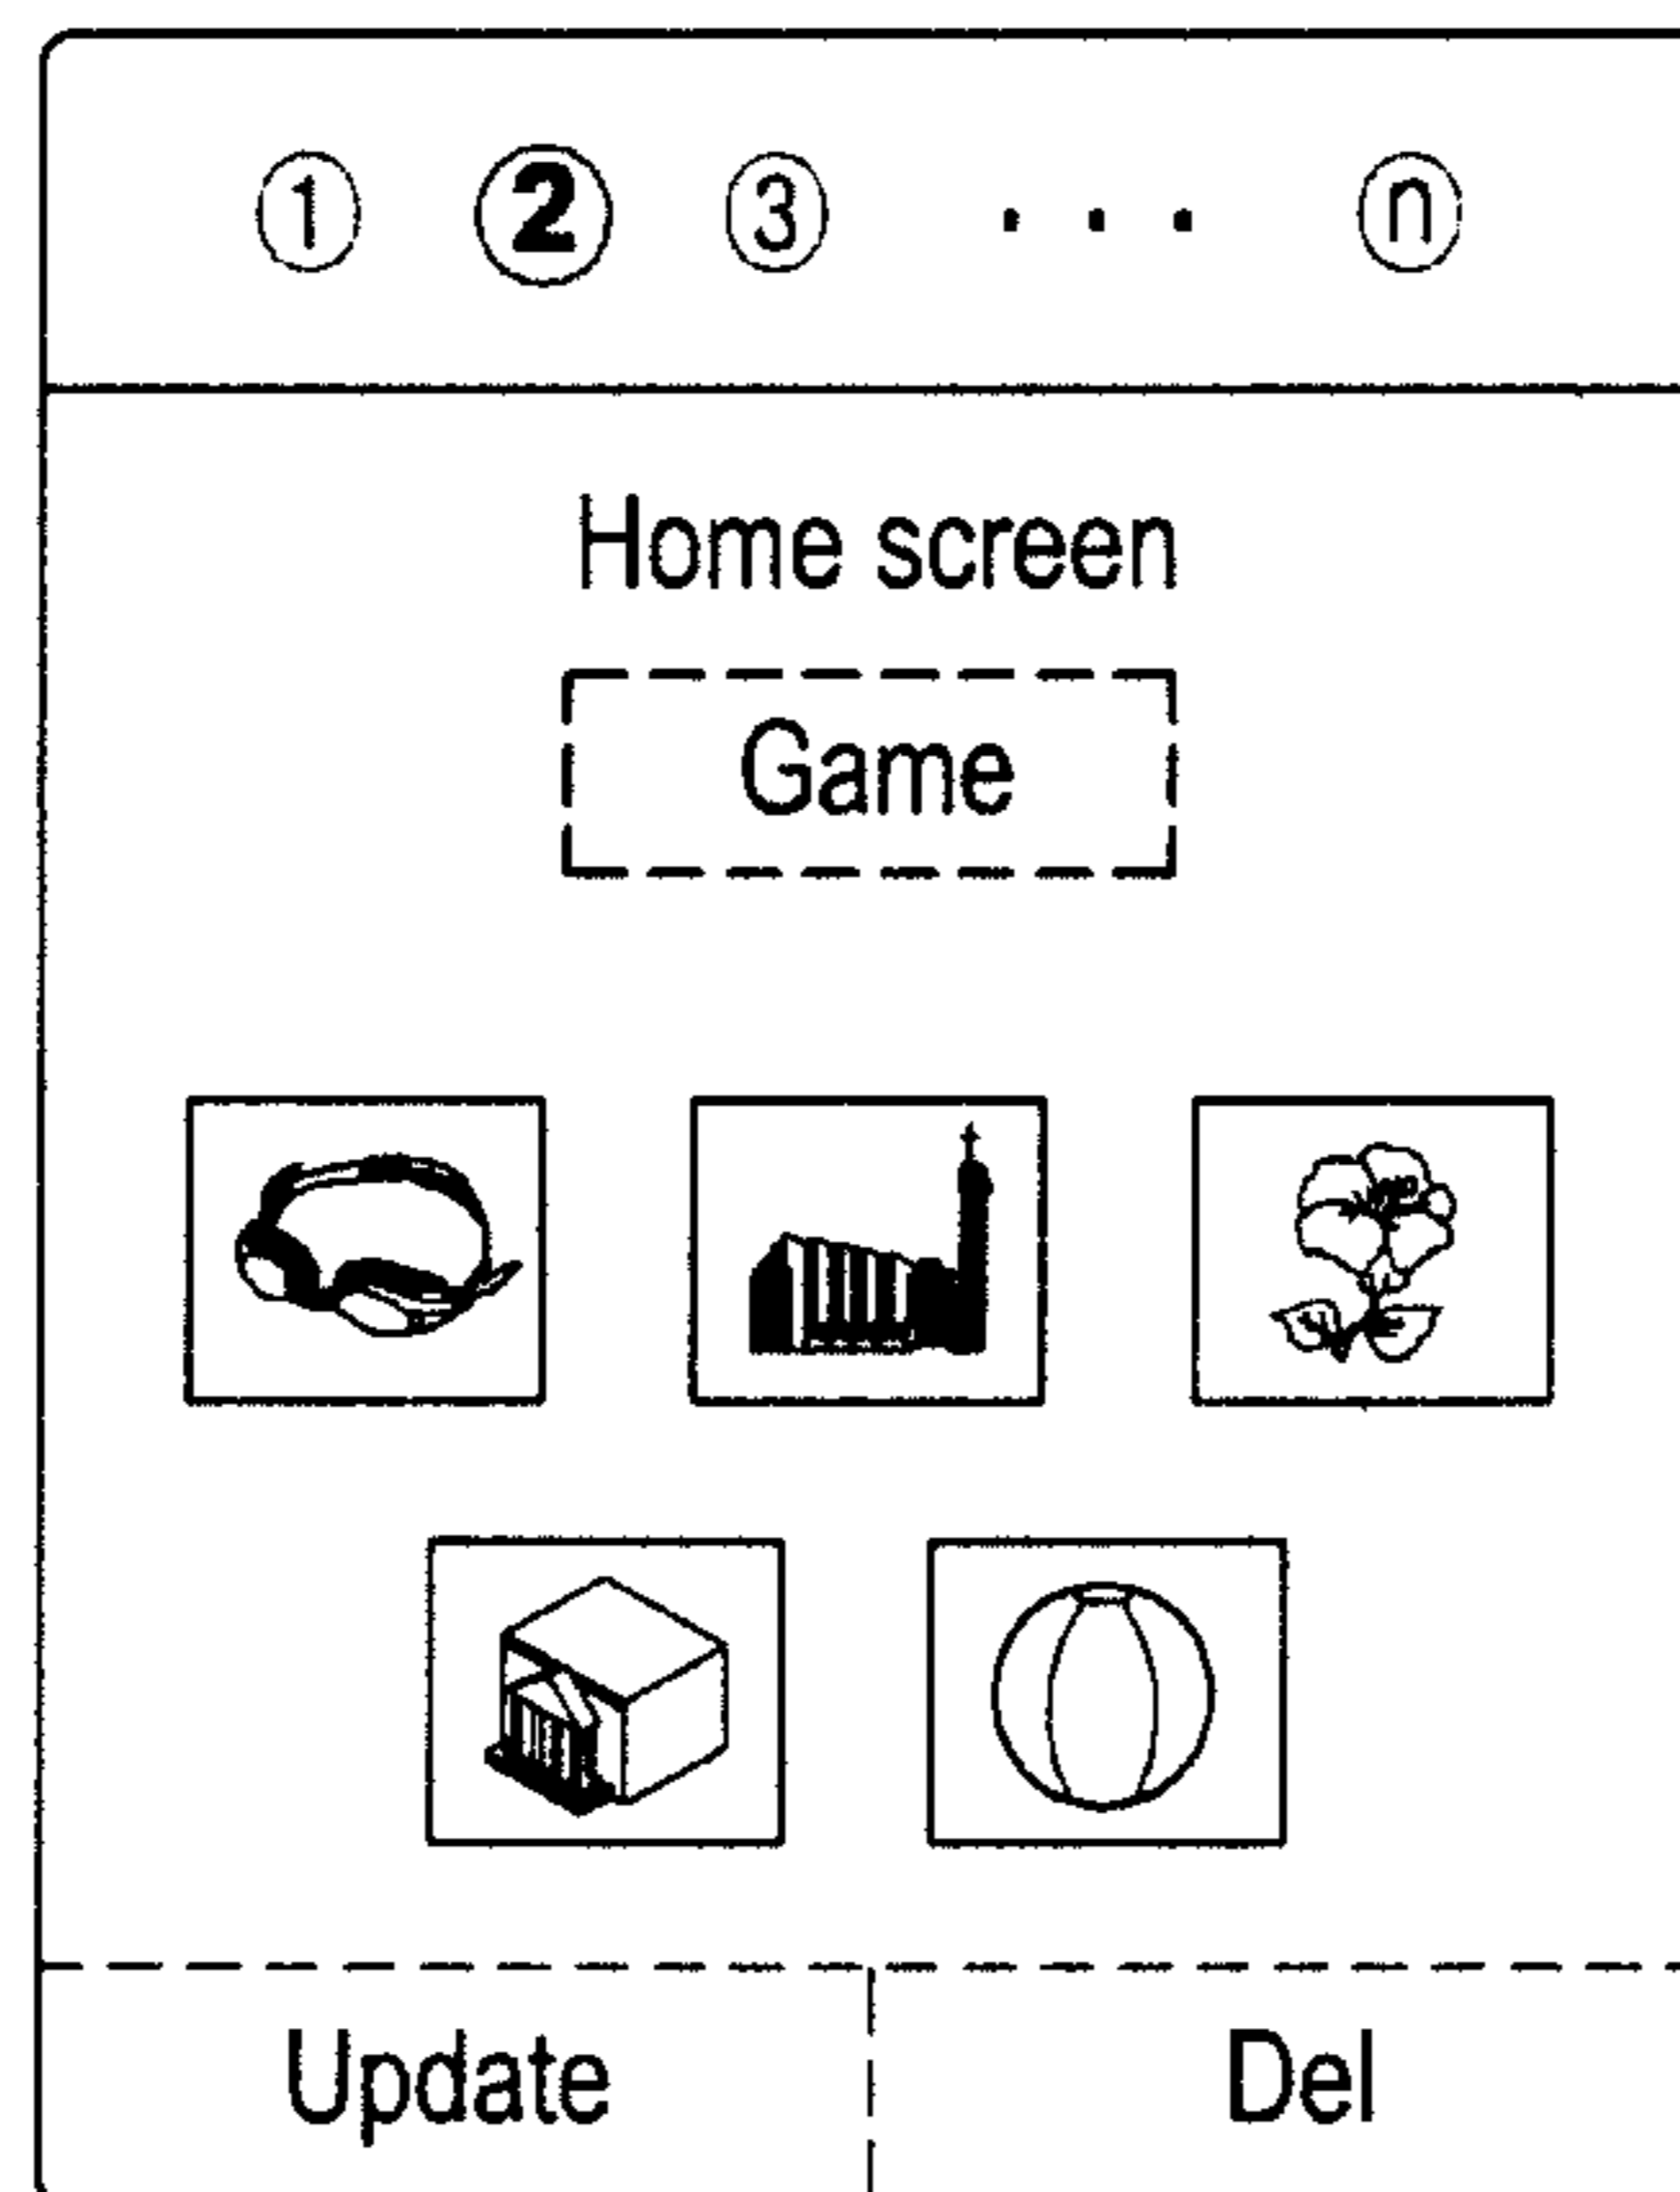 ① ② ③ . . . ⓝ
Home screen
Game
Update Del